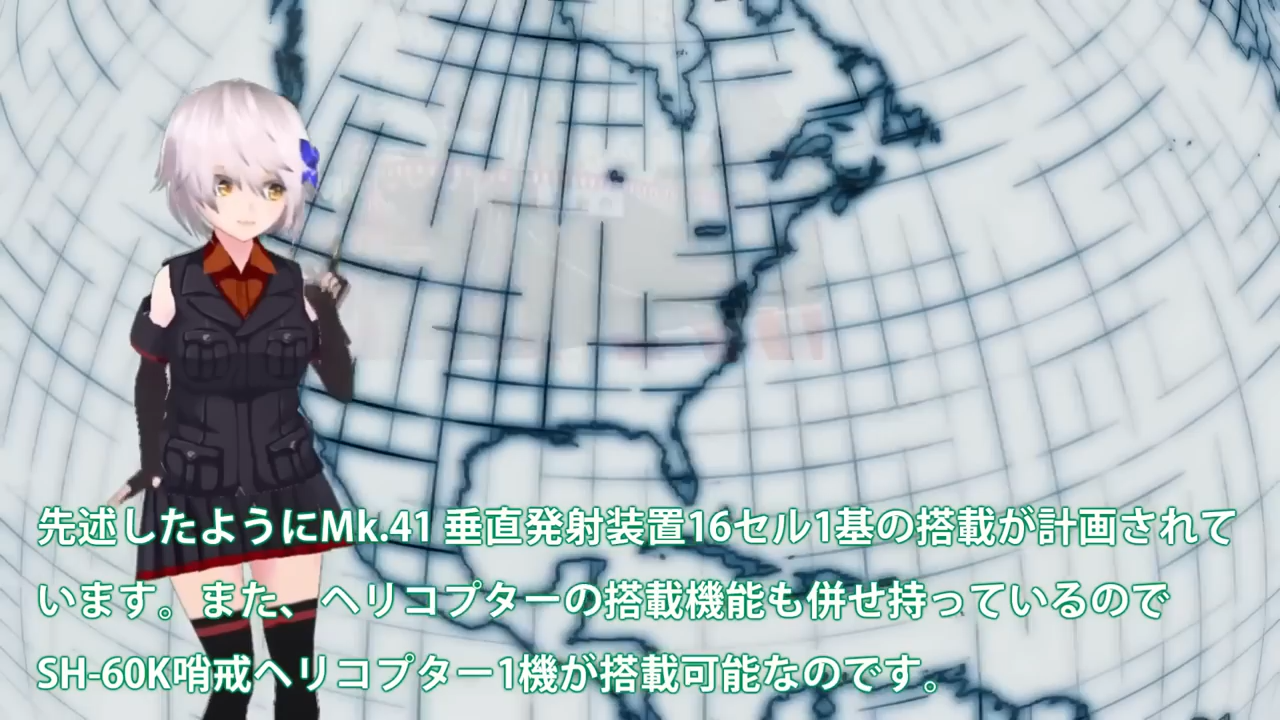 先述したようにMk.41 垂直発射装置16セル1基の搭載が計画されて
います。また、ヘリコプターの搭載機能も併せ持っているので
SH-60K哨戒ヘリコプター1機が搭載可能なのです。